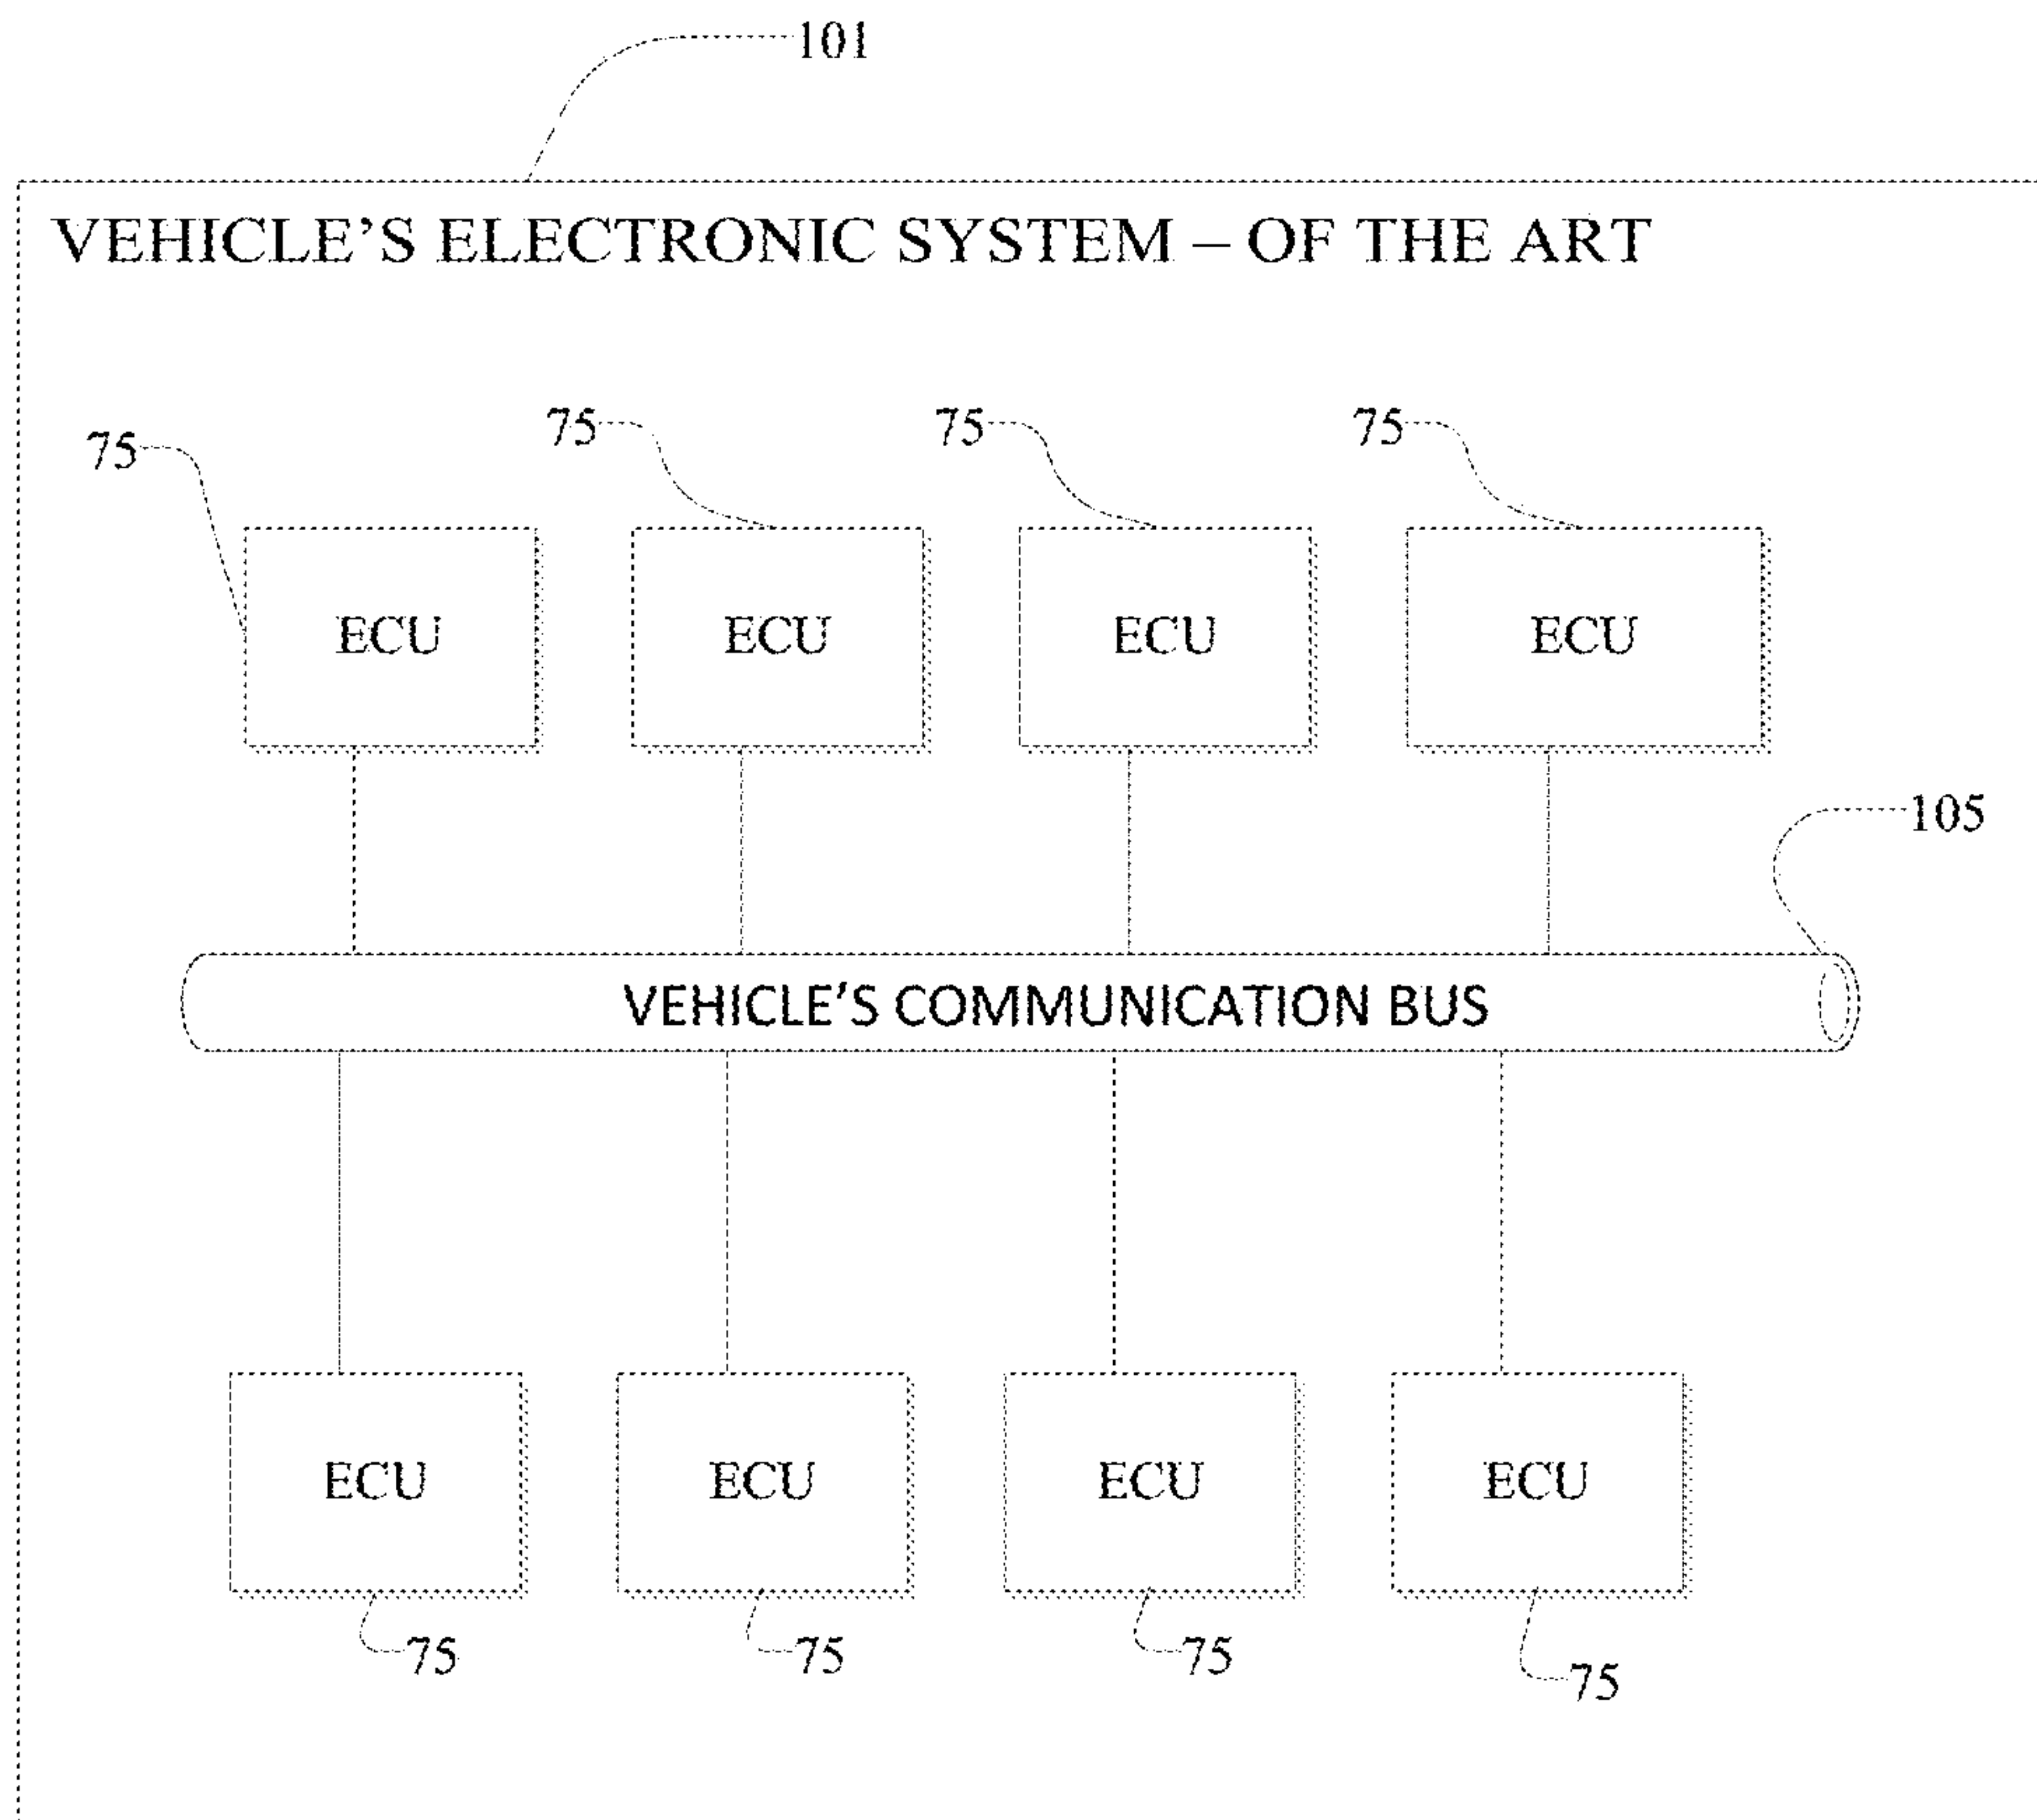 101
VEHICLE'S ELECTRONIC SYSTEM – OF THE ART
75 75 75 75
ECU ECU ECU ECU
105
VEHICLE'S COMMUNICATION BUS
ECU ECU ECU ECU
75 75 75 75